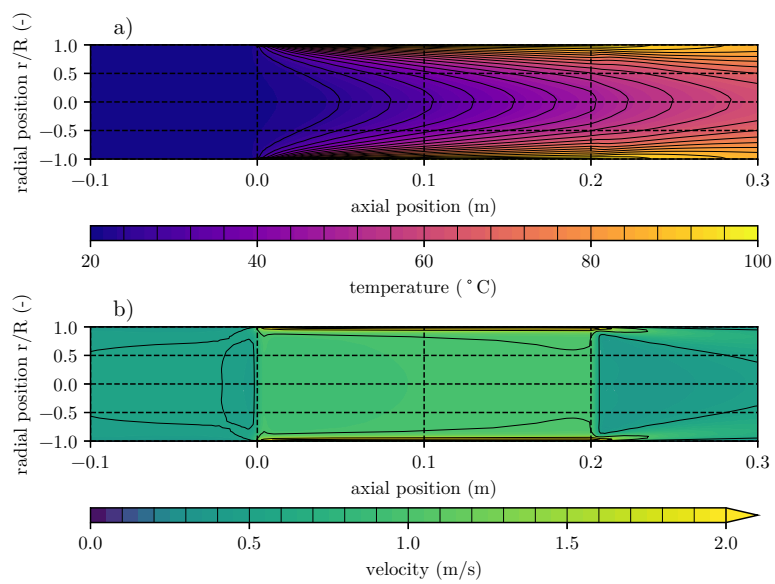 a)
radial position r/R (-)
1.0
0.5
0.0
−0.5
−1.0
−0.1 0.0 0.1 0.2 0.3
axial position (m)
20 40 60 80 100
temperature (°C)
b)
radial position r/R (-)
1.0
0.5
0.0
−0.5
−1.0
−0.1 0.0 0.1 0.2 0.3
axial position (m)
0.0 0.5 1.0 1.5 2.0
velocity (m/s)